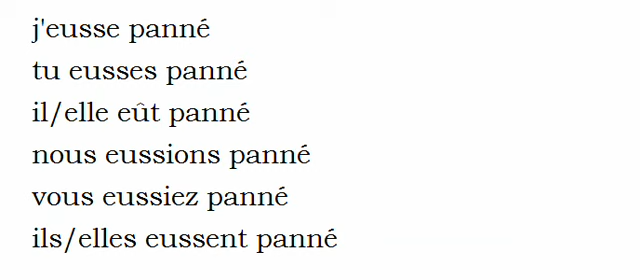 j'eusse panné
tu eusses panné
il/elle eût panné
nous eussions panné
vous eussiez panné
ils/elles eussent panné